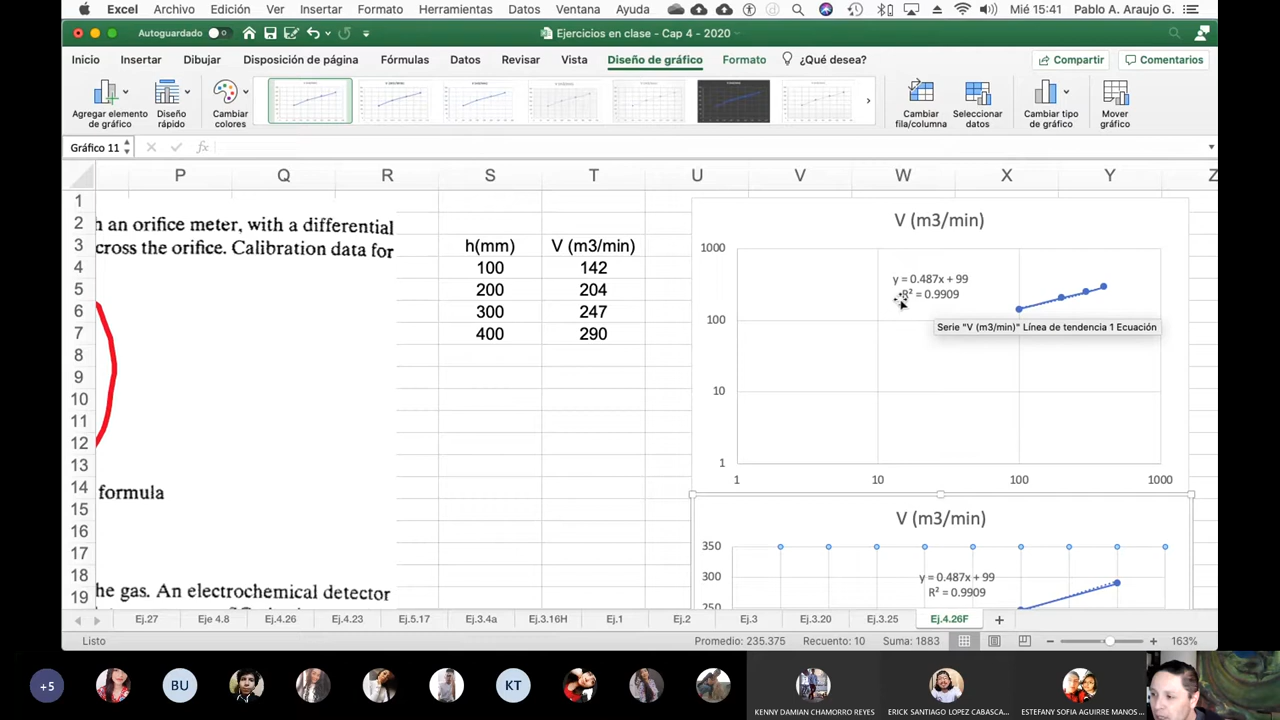 Excel Archivo Edición Ver Insertar Formato Herramientas Datos Ventana Ayuda Mié 15:41 Pablo A. Araujo G.
Autoguardado Ejercicios en clase - Cap 4 - 2020
Inicio Insertar Dibujar Disposición de página Fórmulas Datos Revisar Vista Diseño de gráfico Formato ¿Qué desea? Compartir Comentarios
Agregar elemento de gráfico
Diseño rápido
Cambiar colores
Cambiar fila/columna
Seleccionar datos
Cambiar tipo de gráfico
Mover gráfico
Gráfico 11 fx
P Q R S T U V W X Y Z
1
2
3
4
5
6
7
8
9
10
11
12
13
14
15
16
17
18
19
h an orifice meter, with a differential
cross the orifice. Calibration data for
formula
he gas. An electrochemical detector
h(mm) V (m3/min)
100 142
200 204
300 247
400 290
V (m3/min)
1000
100
10
1
y = 0.487x + 99
R² = 0.9909
Serie "V (m3/min)" Línea de tendencia 1 Ecuación
1 10 100 1000
V (m3/min)
350
300
250
y = 0.487x + 99
R² = 0.9909
Ej.17 Eje 4.8 Ej.4.26 Ej.4.23 Ej.5.17 Ej.3.4a Ej.3.16H Ej.1 Ej.2 Ej.3 Ej.3.20 Ej.3.25 Ej.4.26F
Listo Promedio: 235.375 Recuento: 10 Suma: 1883 163%
+5 BU KT
KENNY DAMIAN CHAMORRO REYES
ERICK SANTIAGO LOPEZ CABASCA...
ESTEFANY SOFIA AGUIRRE MANOS...